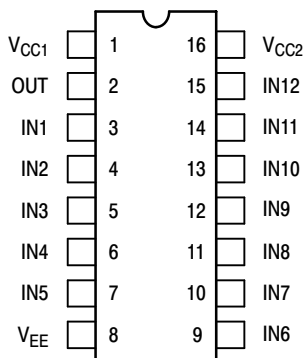 VCC1 1 16 VCC2
OUT 2 15 IN12
IN1 3 14 IN11
IN2 4 13 IN10
IN3 5 12 IN9
IN4 6 11 IN8
IN5 7 10 IN7
VEE 8 9 IN6